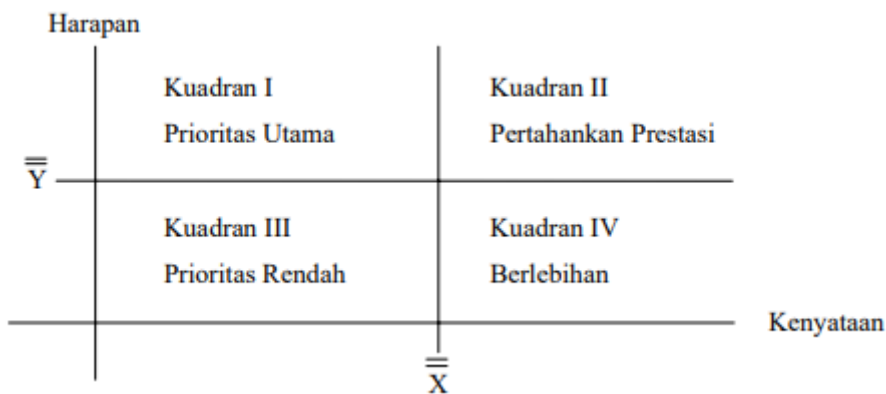 Harapan
Kuadran I
Prioritas Utama
Kuadran II
Pertahankan Prestasi
Y̿
Kuadran III
Prioritas Rendah
Kuadran IV
Berlebihan
Kenyataan
X̿